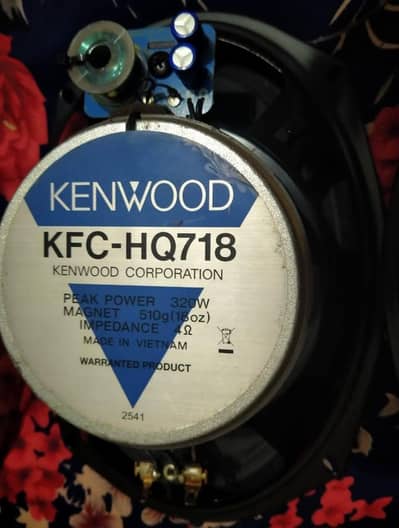 KENWOOD
KFC-HQ718
KENWOOD CORPORATION
PEAK POWER 320W
MAGNET 510g(18oz)
IMPEDANCE 4Ω
MADE IN VIETNAM
WARRANTED PRODUCT
2541